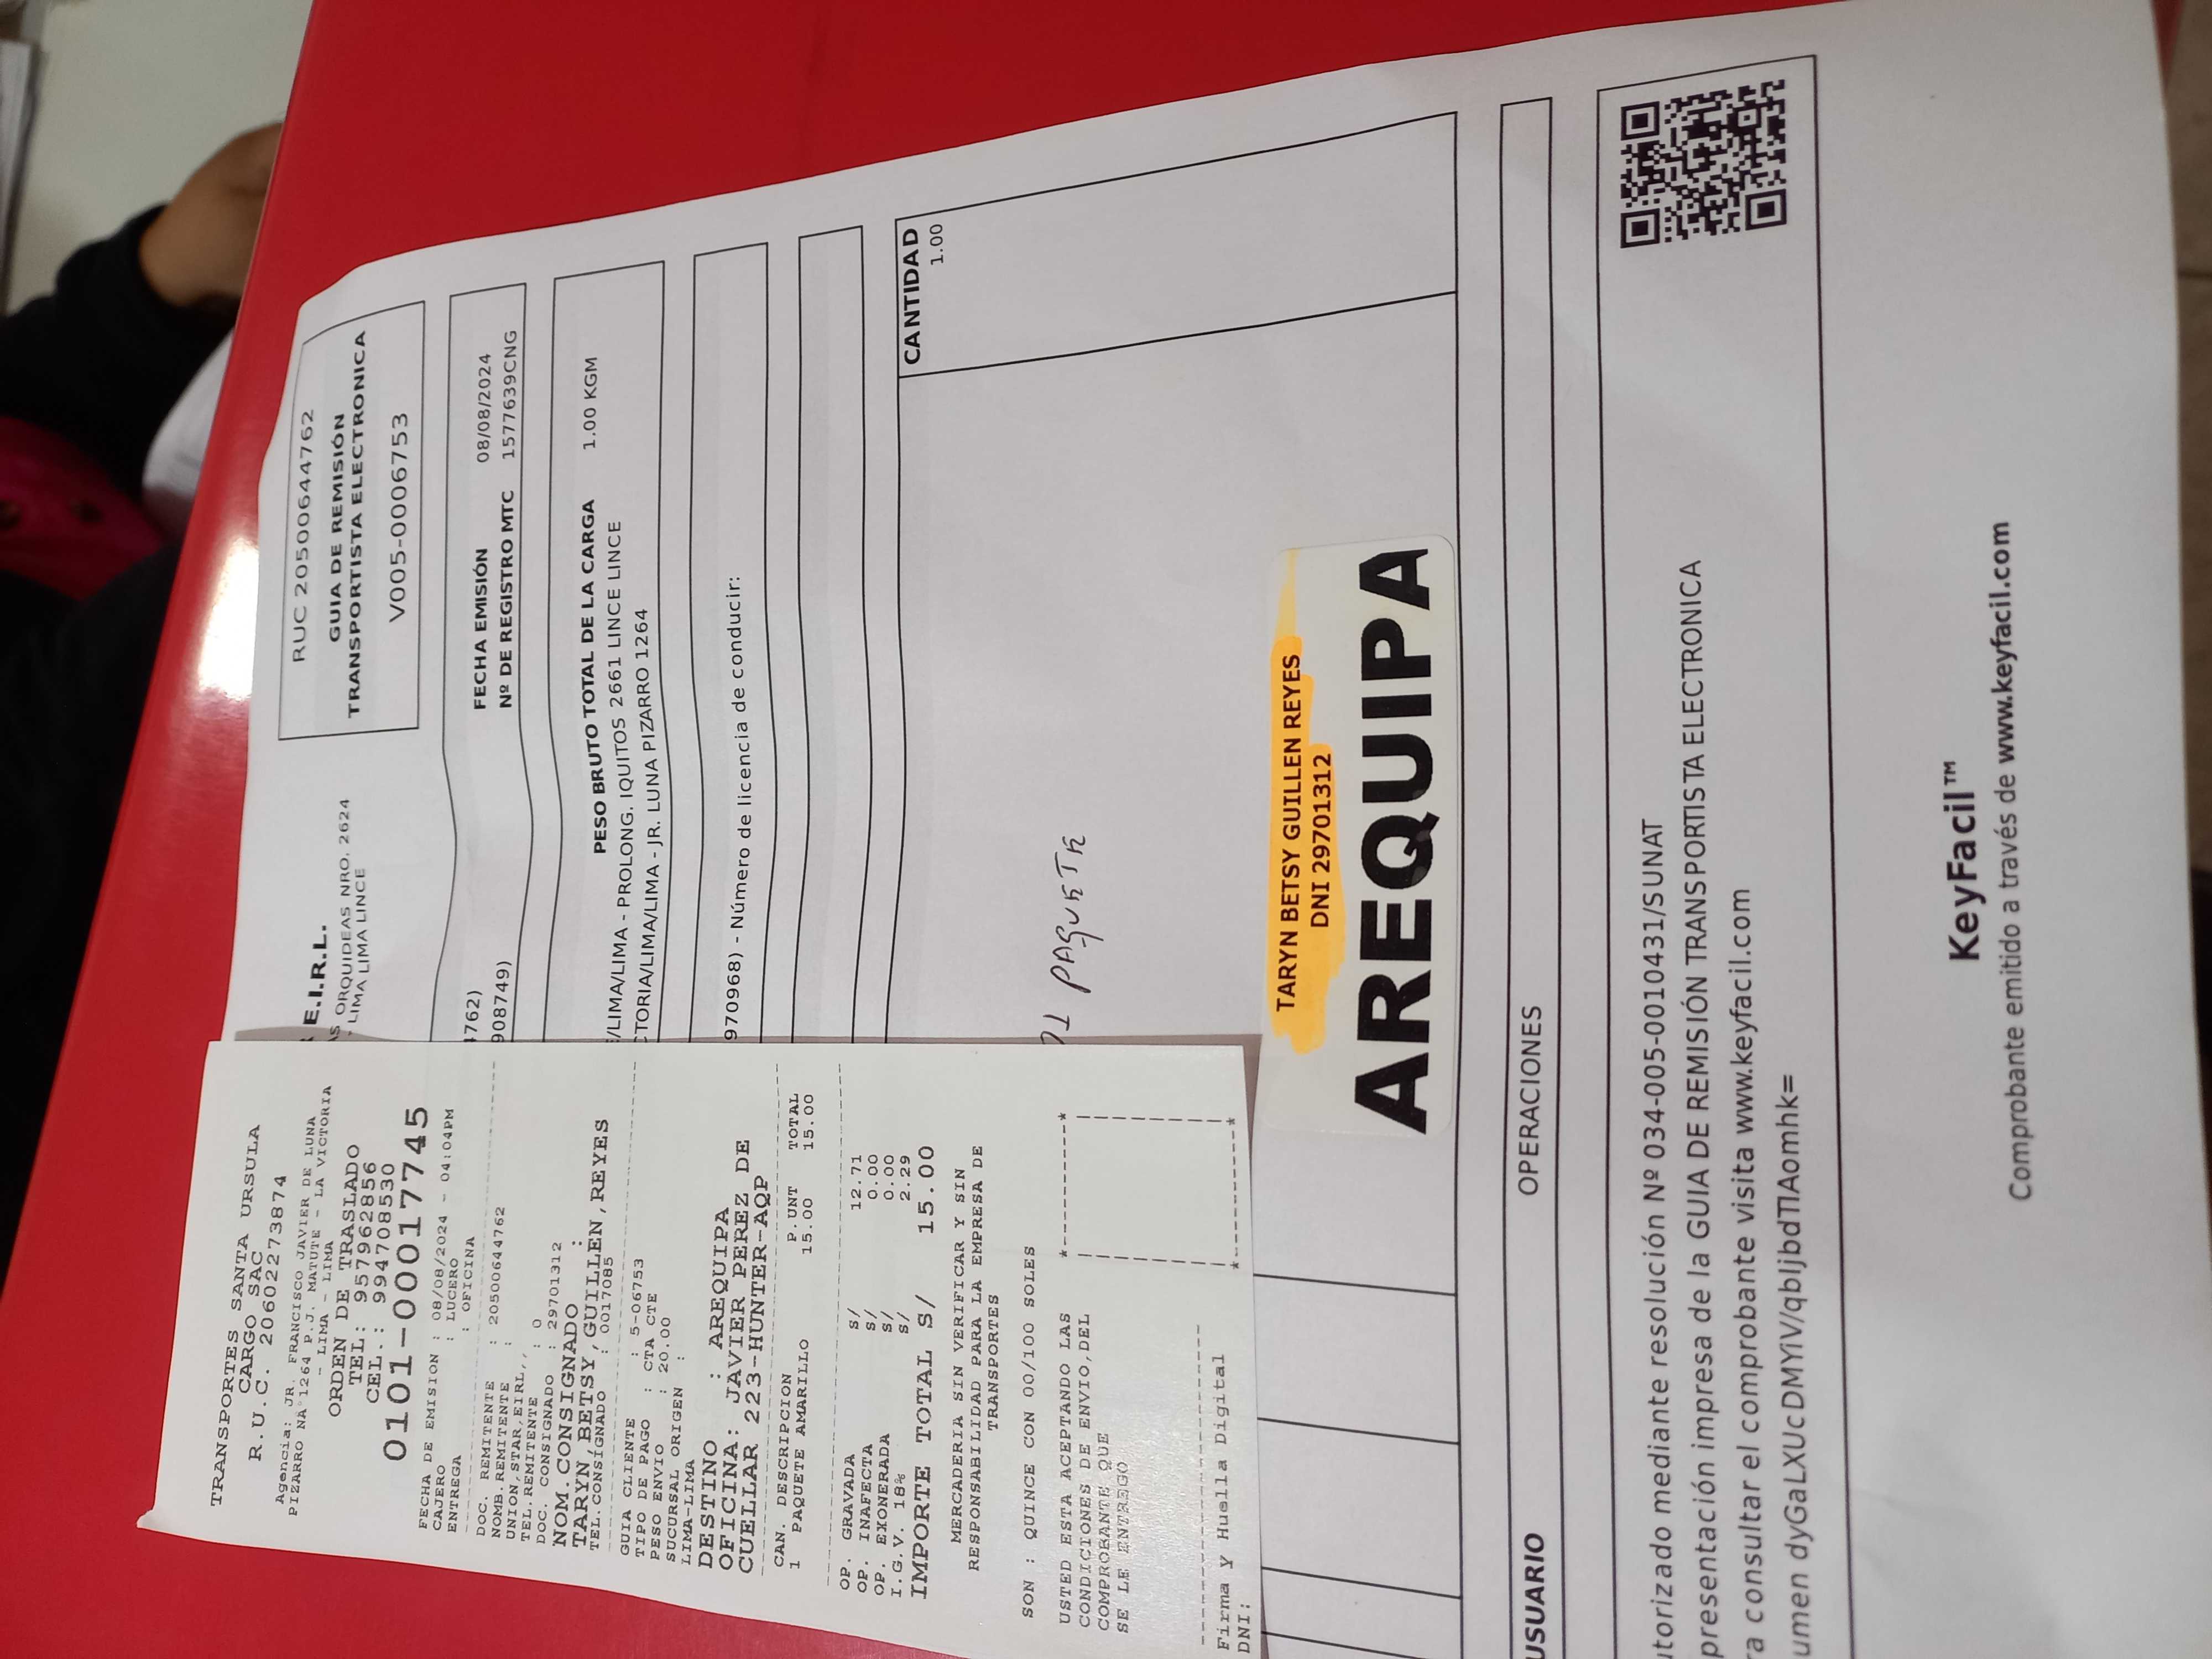 TRANSPORTES SANTA URSULA
CARGO SAC
R.U.C. 20602273874
Agencia: JR. FRANCISCO JAVIER DE LUNA
PIZARRO NA°1264 P.J. MATUTE - LA VICTORIA
- LIMA - LIMA
ORDEN DE TRASLADO
TEL: 957962856
CEL.: 994708530
0101-00017745
FECHA DE EMISION : 08/08/2024 - 04:04PM
CAJERO : LUCERO
ENTREGA : OFICINA
DOC. REMITENTE : 20500644762
NOMB.REMITENTE :
UNION,STAR,EIRL,,
TEL.REMITENTE : 0
DOC. CONSIGNADO : 29701312
NOM.CONSIGNADO :
TARYN,BETSY,GUILLEN,REYES
TEL.CONSIGNADO : 0017085
GUIA CLIENTE : 5-06753
TIPO DE PAGO : CTA CTE
PESO ENVIO : 20.00
SUCURSAL ORIGEN :
LIMA-LIMA
DESTINO : AREQUIPA
OFICINA: JAVIER PEREZ DE
CUELLAR 223-HUNTER-AQP
CAN. DESCRIPCION P.UNT TOTAL
1 PAQUETE AMARILLO 15.00 15.00
OP. GRAVADA S/ 12.71
OP. INAFECTA S/ 0.00
OP. EXONERADA S/ 0.00
I.G.V. 18% S/ 2.29
IMPORTE TOTAL S/ 15.00
MERCADERIA SIN VERIFICAR Y SIN
RESPONSABILIDAD PARA LA EMPRESA DE
TRANSPORTES
SON : QUINCE CON 00/100 SOLES
USTED ESTA ACEPTANDO LAS
CONDICIONES DE ENVIO,DEL
COMPROBANTE QUE
SE LE ENTREGO
Firma Y Huella Digital
DNI:
E.I.R.L.
ORQUIDEAS NRO. 2624
LIMA LIMA LINCE
RUC 20500644762
GUIA DE REMISIÓN
TRANSPORTISTA ELECTRONICA
V005-0006753
4762) FECHA EMISIÓN 08/08/2024
9087749) Nº DE REGISTRO MTC 1577639CNG
PESO BRUTO TOTAL DE LA CARGA 1.00 KGM
/LIMA/LIMA - PROLONG. IQUITOS 2661 LINCE LINCE
CTORIA/LIMA/LIMA - JR. LUNA PIZARRO 1264
970968) - Número de licencia de conducir:
CANTIDAD
1.00
PAQUETE
TARYN BETSY GUILLEN REYES
DNI 29701312
AREQUIPA
USUARIO OPERACIONES
utorizado mediante resolución Nº 034-005-0010431/SUNAT
presentación impresa de la GUIA DE REMISIÓN TRANSPORTISTA ELECTRONICA
ra consultar el comprobante visita www.keyfacil.com
umen dyGaLXUcDMYiV/qbIjbdTlAomhk=
KeyFacil™
Comprobante emitido a través de www.keyfacil.com